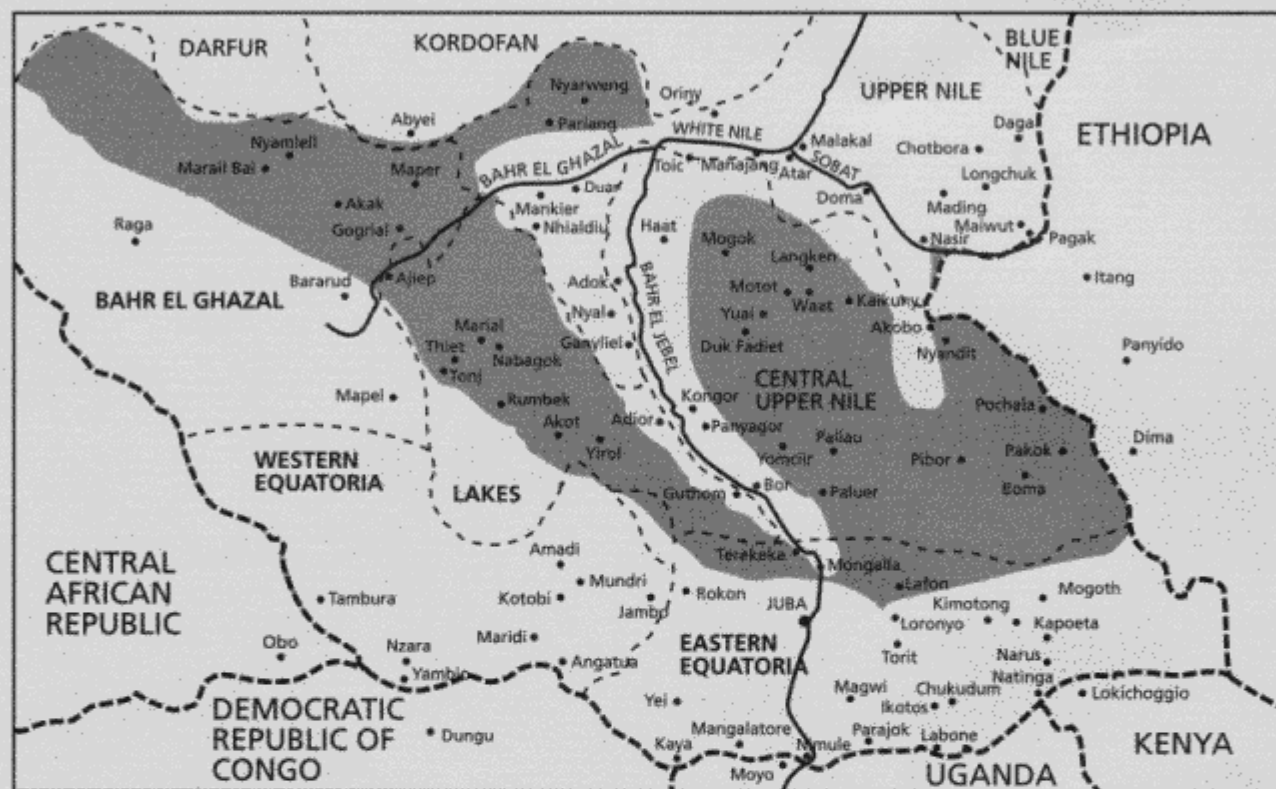 DARFUR
KORDOFAN
BLUE
NILE
UPPER NILE
ETHIOPIA
Nyarweng
Oriny
Pariang
Abyei
WHITE NILE
Malakal
Daga
Chotbora
Nyamlell
Marail Bai
Maper
BAHR EL GHAZAL
Toic
Manajang
Atar
SOBAT
Longchuk
Duar
Doma
Mading
Akak
Mankier
Maiwut
Raga
Gogrial
Nhialdiu
Haat
Mogok
Nasir
Pagak
Langken
Bararud
Ajiep
Adok
BAHR EL JEBEL
Motot
Waat
Kaikuny
Itang
BAHR EL GHAZAL
Nyal
Yuai
Akobo
Marial
Thiet
Nabagok
Ganyliel
Duk Fadiet
Nyandit
Panyido
Tonj
CENTRAL
UPPER NILE
Mapel
Rumbek
Kongor
Pochala
Akot
Adior
Panyagor
Paliau
Dima
Yirol
Yomciir
Pibor
Pakok
WESTERN
EQUATORIA
LAKES
Guthom
Bor
Paluer
Boma
Amadi
Terekeka
Mongalla
CENTRAL
AFRICAN
REPUBLIC
Mundri
Lafon
Mogoth
Tambura
Kotobi
Jambo
Rokon
JUBA
Kimotong
Loronyo
Kapoeta
Obo
Nzara
Maridi
EASTERN
EQUATORIA
Torit
Narus
Yambio
Angatua
Natinga
Magwi
Chukudum
Lokichoggio
Yei
Ikotos
DEMOCRATIC
REPUBLIC OF
CONGO
Dungu
Mangalatore
Parajok
Labone
KENYA
Kaya
Nimule
Moyo
UGANDA